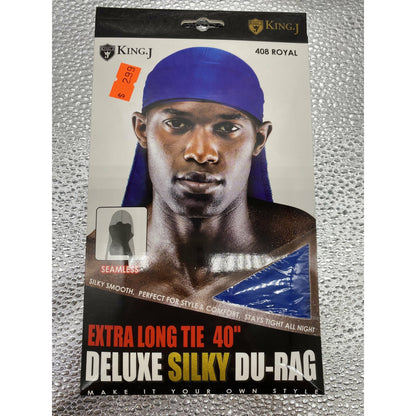 KING.J
KING.J
408 ROYAL
$ 2.99
SEAMLESS
SILKY SMOOTH, PERFECT FOR STYLE & COMFORT, STAYS TIGHT ALL NIGHT
EXTRA LONG TIE 40"
DELUXE SILKY DU-RAG
MAKE IT YOUR OWN STYLE